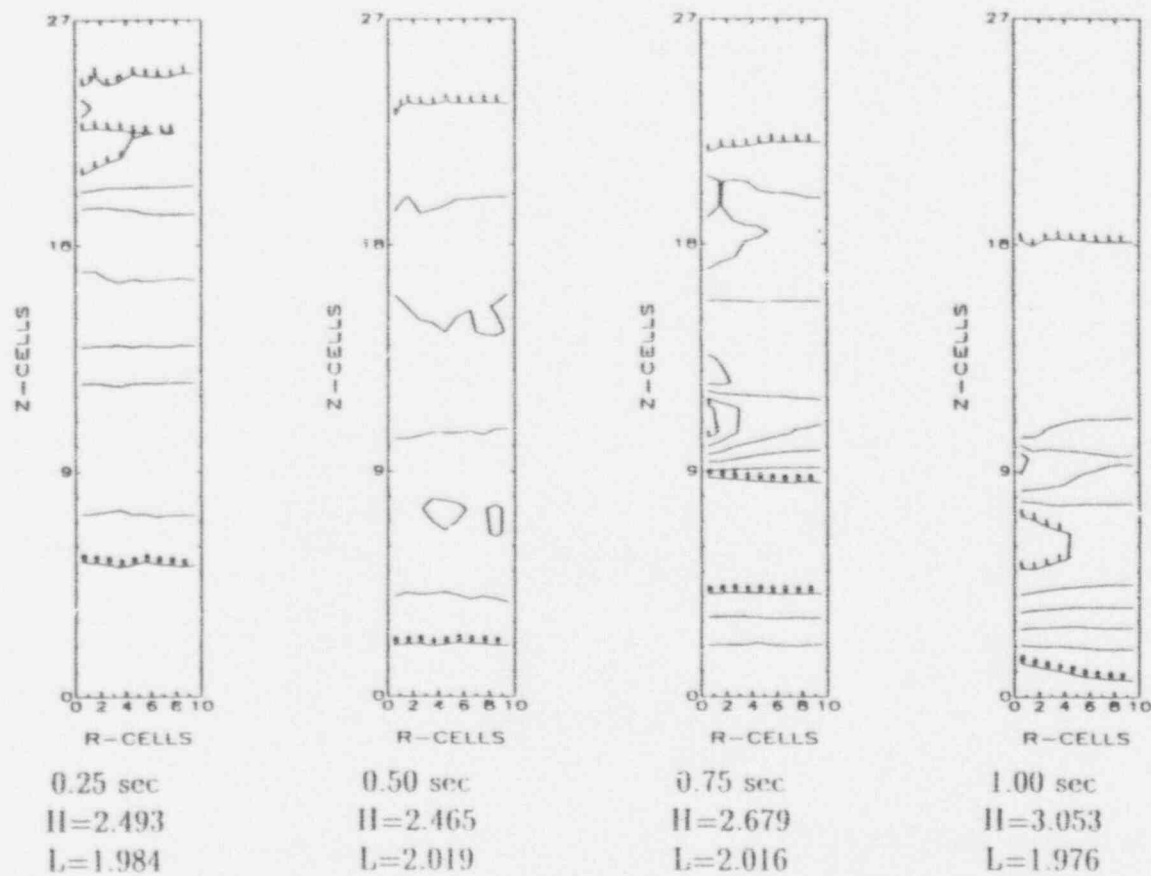 27 27 27 27
18 18 18 18
Z-CELLS Z-CELLS Z-CELLS Z-CELLS
9 9 9 9
0 0 0 0
0 2 4 6 8 10 0 2 4 6 8 10 0 2 4 6 8 10 0 2 4 6 8 10
R-CELLS R-CELLS R-CELLS R-CELLS
0.25 sec 0.50 sec 0.75 sec 1.00 sec
H=2.493 H=2.465 H=2.679 H=3.053
L=1.984 L=2.019 L=2.016 L=1.976